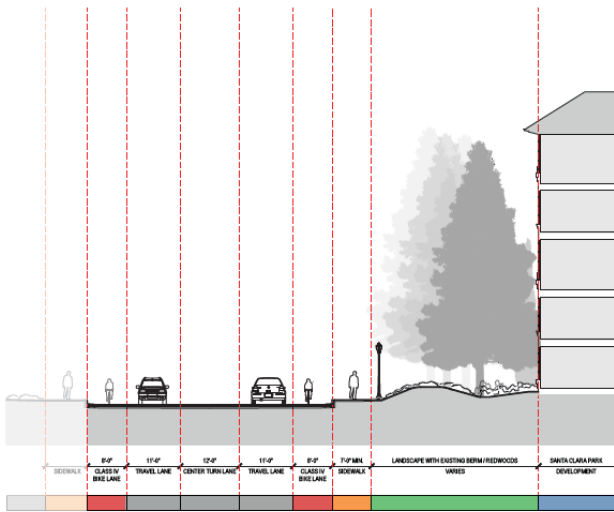 8'-0" 11'-0" 12'-0" 11'-0" 8'-0" 7'-0" MIN. LANDSCAPE WITH EXISTING BERM / REDWOODS SANTA CLARA PARK
SIDEWALK CLASS IV TRAVEL LANE CENTER TURN LANE TRAVEL LANE CLASS IV SIDEWALK VARIES DEVELOPMENT
BIKE LANE BIKE LANE